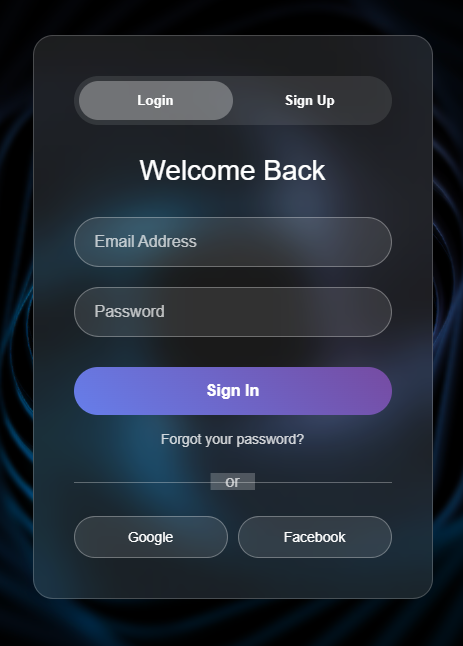 Login Sign Up
Welcome Back
Email Address
Password
Sign In
Forgot your password?
or
Google Facebook